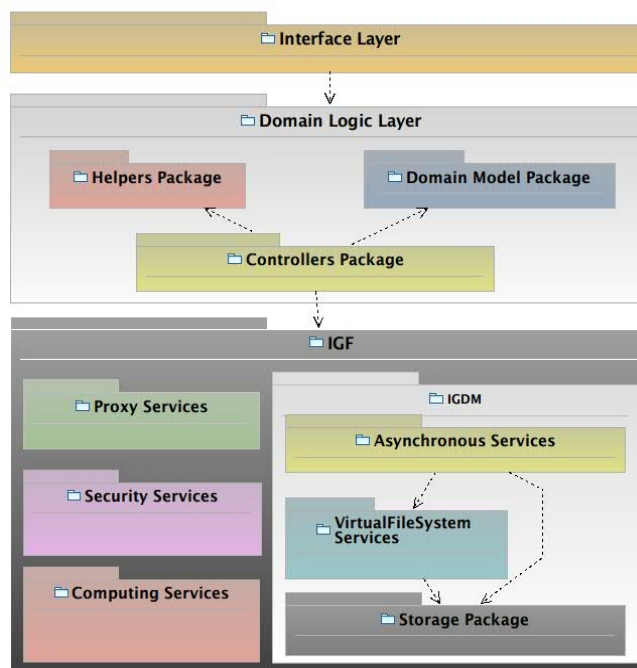 Interface Layer
Domain Logic Layer
Helpers Package
Domain Model Package
Controllers Package
IGF
Proxy Services
IGDM
Asynchronous Services
Security Services
VirtualFileSystem
Services
Computing Services
Storage Package